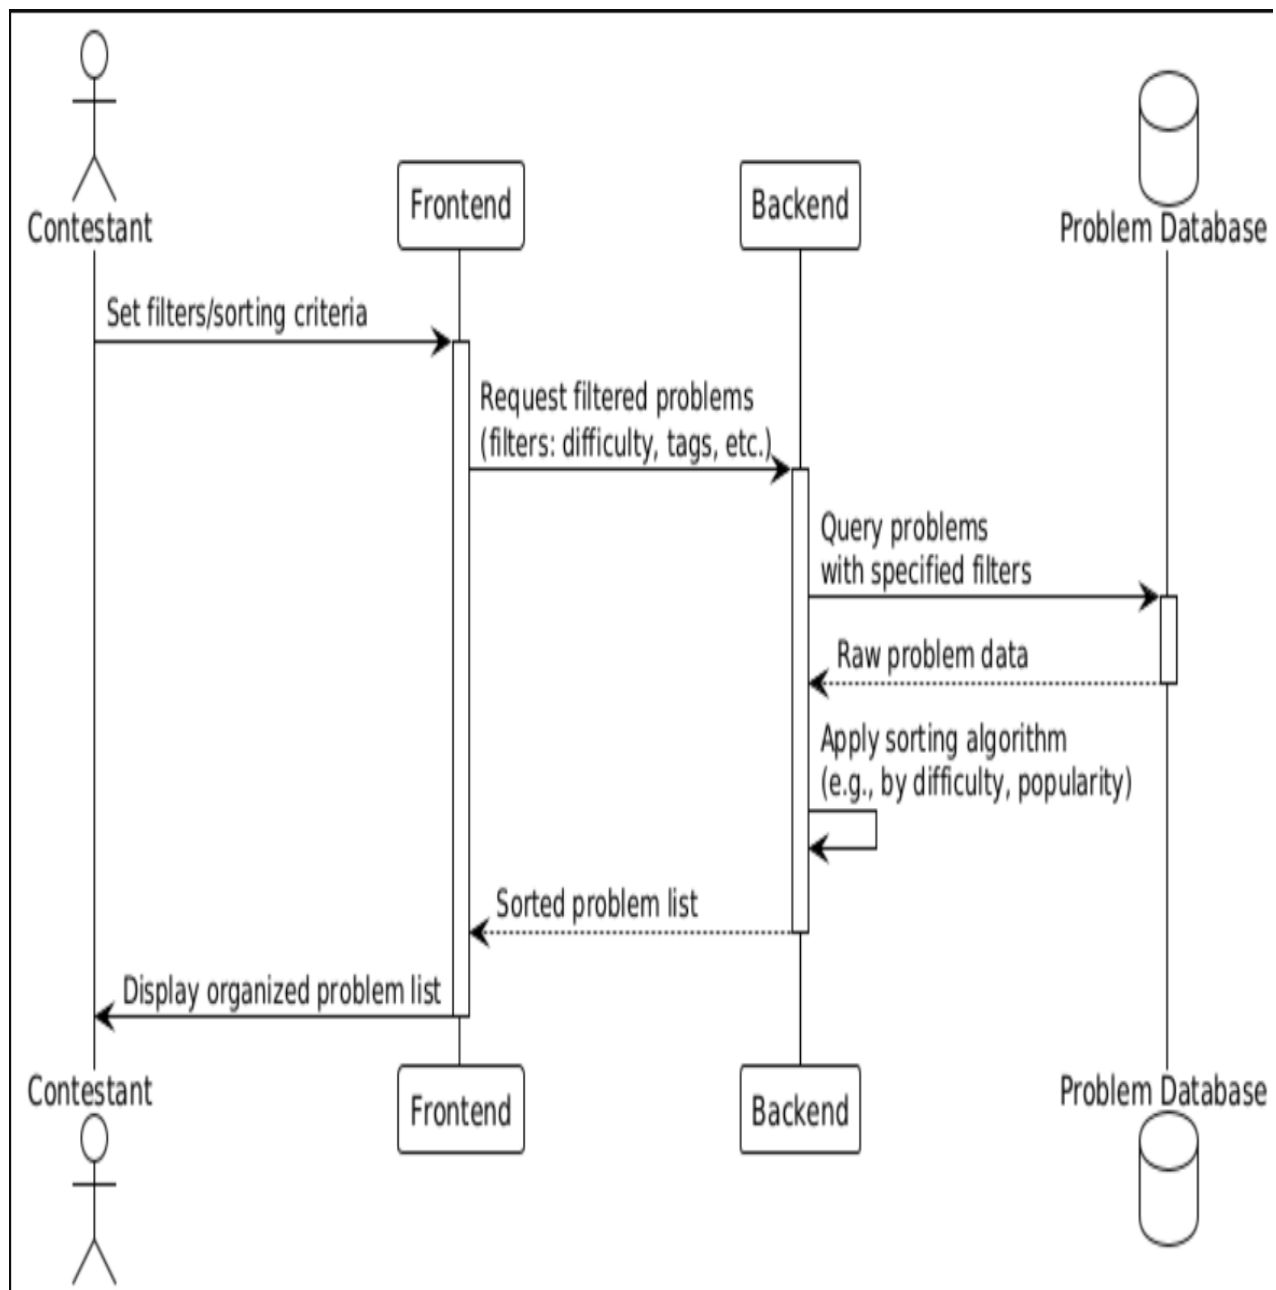 Contestant
Frontend
Backend
Problem Database
Set filters/sorting criteria
Request filtered problems
(filters: difficulty, tags, etc.)
Query problems
with specified filters
Raw problem data
Apply sorting algorithm
(e.g., by difficulty, popularity)
Sorted problem list
Display organized problem list
Contestant
Frontend
Backend
Problem Database